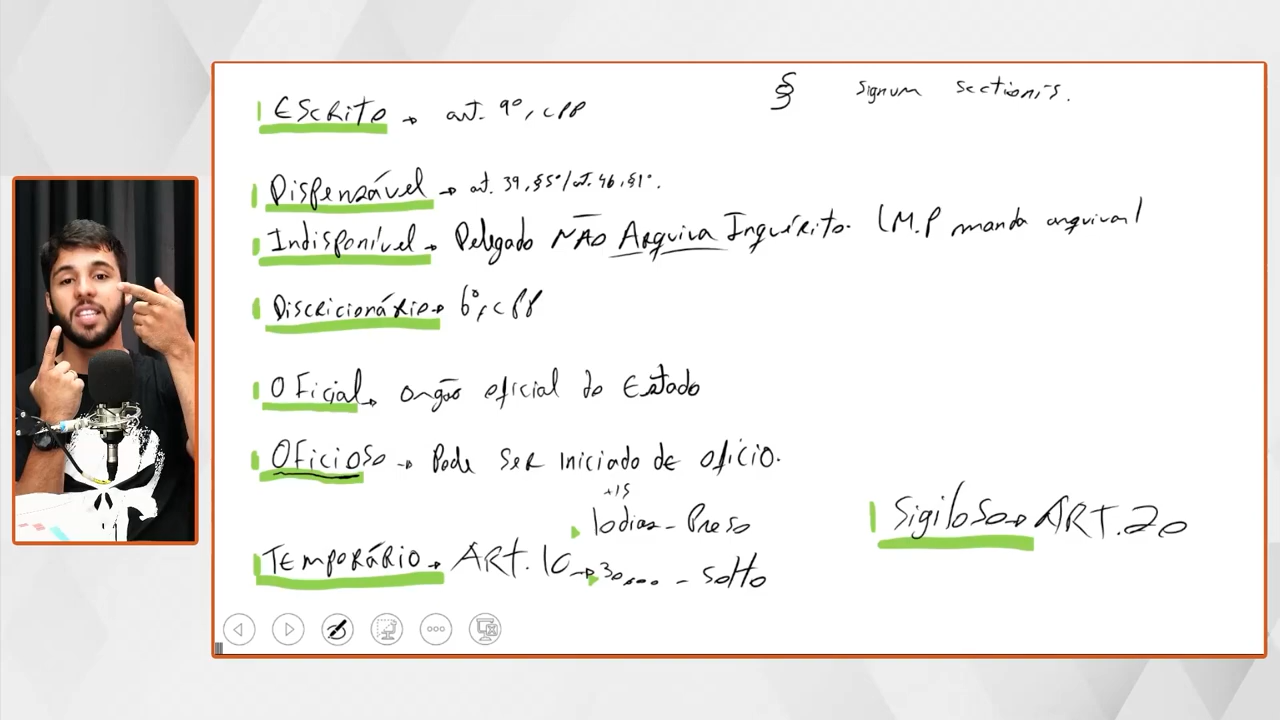 § signum sectionis.
Escrito → art. 9º, CPP
Dispensável → art. 39, §5º/art. 46, §1º.
Indisponível → Delegado NÃO Arquiva Inquérito. (M.P manda arquivar)
Discricionário → 6º, CPP
Oficial → orgão oficial do Estado
Oficioso → Pode ser iniciado de ofício.
+15
10 dias - Preso
Temporário → ART. 10 → 30 - solto
Sigiloso → ART. 20